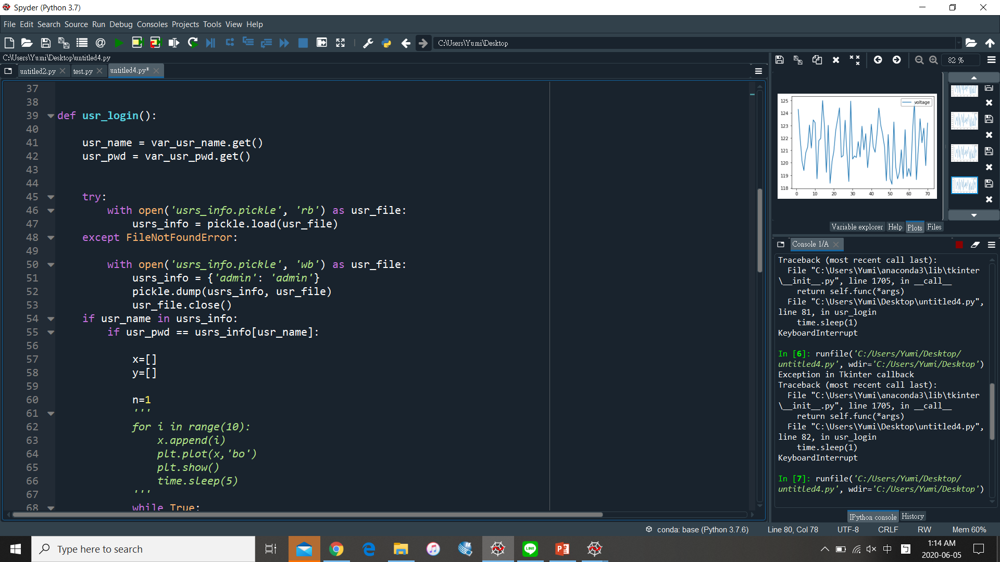 Spyder (Python 3.7)
File Edit Search Source Run Debug Consoles Projects Tools View Help
C:\Users\Yumi\Desktop
C:\Users\Yumi\Desktop\untitled4.py
untitled2.py
test.py
untitled4.py*
37
38
39 def usr_login():
40
41 usr_name = var_usr_name.get()
42 usr_pwd = var_usr_pwd.get()
43
44
45 try:
46 with open('usrs_info.pickle', 'rb') as usr_file:
47 usrs_info = pickle.load(usr_file)
48 except FileNotFoundError:
49
50 with open('usrs_info.pickle', 'wb') as usr_file:
51 usrs_info = {'admin': 'admin'}
52 pickle.dump(usrs_info, usr_file)
53 usr_file.close()
54 if usr_name in usrs_info:
55 if usr_pwd == usrs_info[usr_name]:
56
57 x=[]
58 y=[]
59
60 n=1
61 '''
62 for i in range(10):
63 x.append(i)
64 plt.plot(x,'bo')
65 plt.show()
66 time.sleep(5)
67 '''
68 while True:
82 %
voltage
125
124
123
122
121
120
119
118
0 10 20 30 40 50 60 70
Variable explorer Help Plots Files
Console 1/A
Traceback (most recent call last):
File "C:\Users\Yumi\anaconda3\lib\tkinter
\__init__.py", line 1705, in __call__
return self.func(*args)
File "C:\Users\Yumi\Desktop\untitled4.py",
line 81, in usr_login
time.sleep(1)
KeyboardInterrupt
In [6]: runfile('C:/Users/Yumi/Desktop/
untitled4.py', wdir='C:/Users/Yumi/Desktop')
Exception in Tkinter callback
Traceback (most recent call last):
File "C:\Users\Yumi\anaconda3\lib\tkinter
\__init__.py", line 1705, in __call__
return self.func(*args)
File "C:\Users\Yumi\Desktop\untitled4.py",
line 82, in usr_login
time.sleep(1)
KeyboardInterrupt
In [7]: runfile('C:/Users/Yumi/Desktop/
untitled4.py', wdir='C:/Users/Yumi/Desktop')
IPython console History
conda: base (Python 3.7.6) Line 80, Col 78 UTF-8 CRLF RW Mem 60%
Type here to search
LINE
中
1:14 AM
2020-06-05